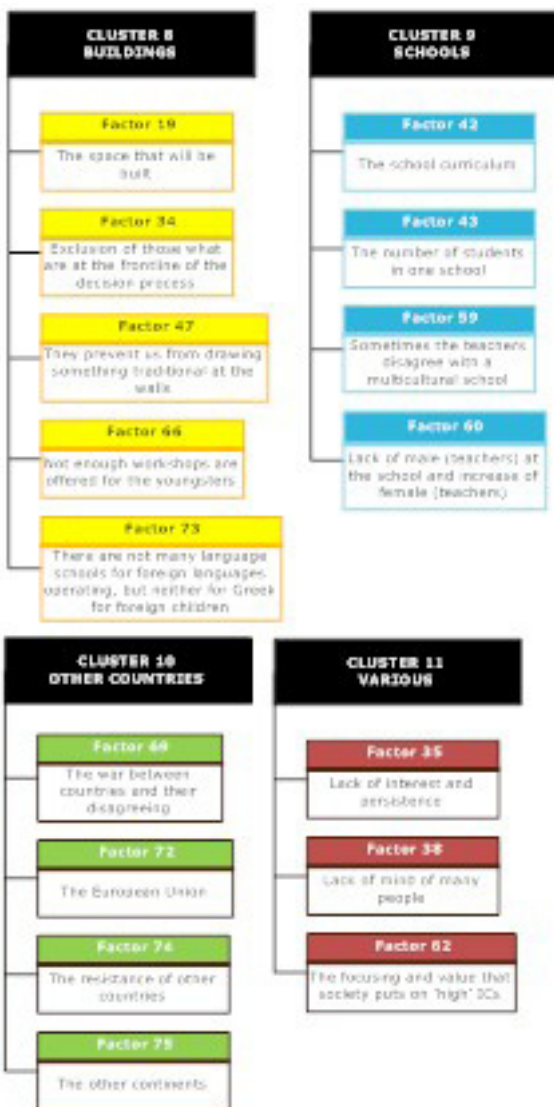 CLUSTER 8
BUILDINGS
Factor 19
The space that will be
built
Factor 34
Exclusion of those what
are at the frontline of the
decision process
Factor 47
They prevent us from drawing
something traditional at the
walls
Factor 66
Not enough workshops are
offered for the youngsters
Factor 73
There are not many language
schools for foreign languages
operating, but neither for Greek
for foreign children
CLUSTER 9
SCHOOLS
Factor 42
The school curriculum
Factor 43
The number of students
in one school
Factor 59
Sometimes the teachers
disagree with a
multicultural school
Factor 60
Lack of male (teachers) at
the school and increase of
female (teachers)
CLUSTER 10
OTHER COUNTRIES
Factor 69
The war between
countries and their
disagreeing
Factor 72
The European Union
Factor 74
The resistance of other
countries
Factor 75
The other continents
CLUSTER 11
VARIOUS
Factor 35
Lack of interest and
persistence
Factor 38
Lack of mind of many
people
Factor 62
The focusing and value that
society puts on 'high' ICs